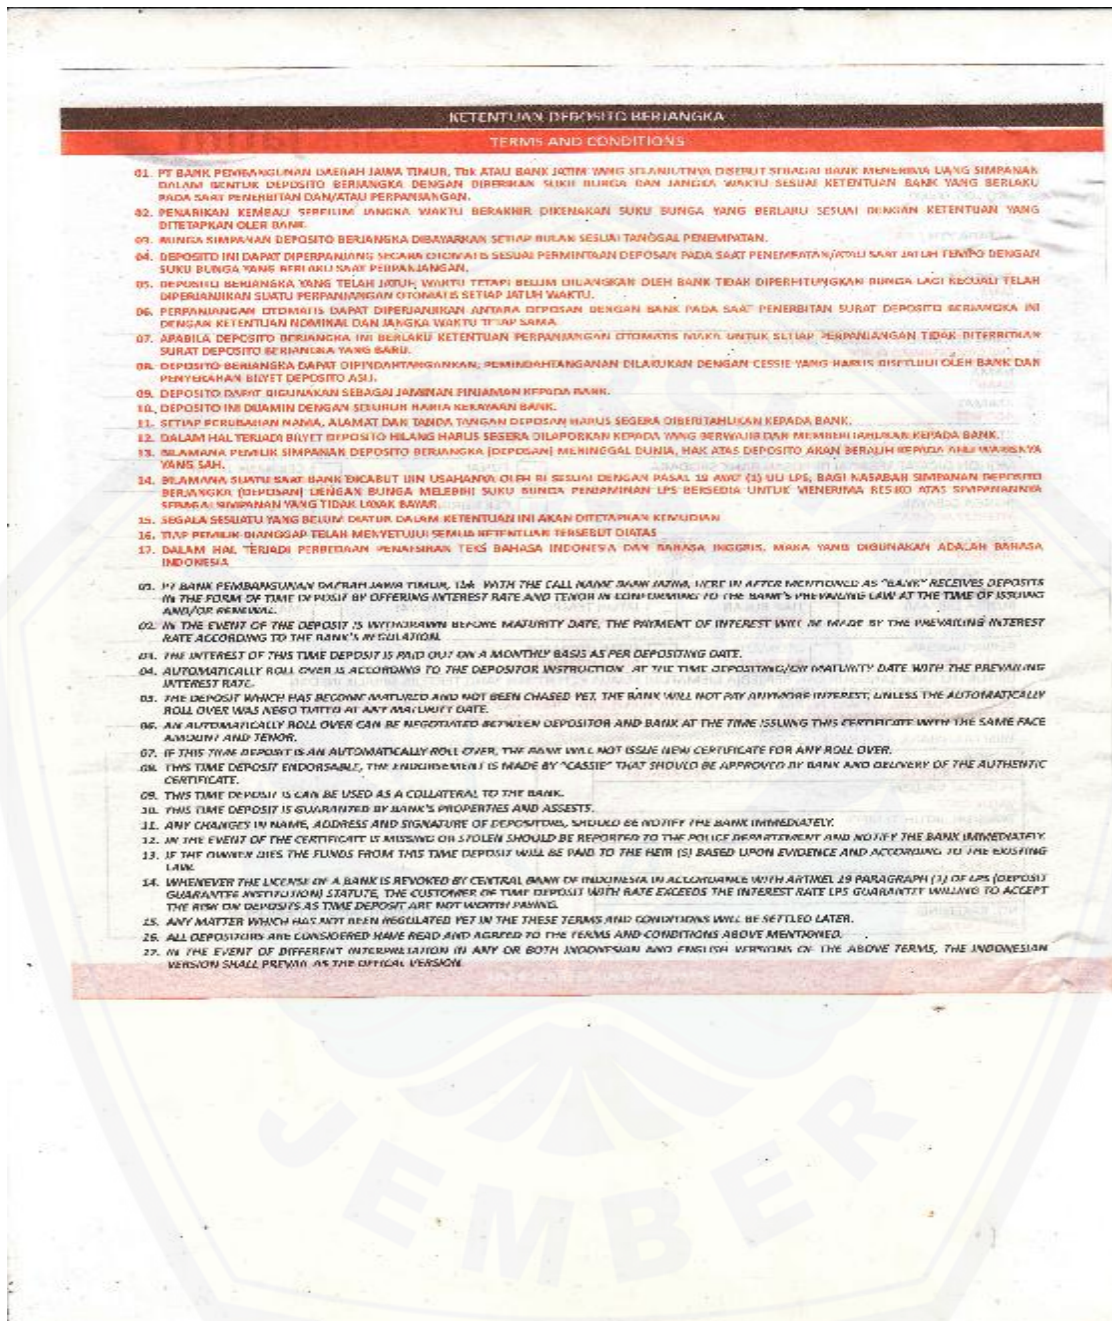 KETENTUAN DEPOSITO BERJANGKA
TERMS AND CONDITIONS
01. PT BANK PEMBANGUNAN DAERAH JAWA TIMUR, Tbk ATAU BANK JATIM YANG SELANJUTNYA DISEBUT SEBAGAI BANK MENERIMA UANG SIMPANAN
DALAM BENTUK DEPOSITO BERJANGKA DENGAN DIBERIKAN SUKU BUNGA DAN JANGKA WAKTU SESUAI KETENTUAN BANK YANG BERLAKU
PADA SAAT PENERBITAN DAN/ATAU PERPANJANGAN.
02. PENARIKAN KEMBALI SEBELUM JANGKA WAKTU BERAKHIR DIKENAKAN SUKU BUNGA YANG BERLAKU SESUAI DENGAN KETENTUAN YANG
DITETAPKAN OLEH BANK.
03. BUNGA SIMPANAN DEPOSITO BERJANGKA DIBAYARKAN SETIAP BULAN SESUAI TANGGAL PENEMPATAN.
04. DEPOSITO INI DAPAT DIPERPANJANG SECARA OTOMATIS SESUAI PERMINTAAN DEPOSAN PADA SAAT PENEMPATAN/ATAU SAAT JATUH TEMPO DENGAN
SUKU BUNGA YANG BERLAKU SAAT PERPANJANGAN.
05. DEPOSITO BERJANGKA YANG TELAH JATUH WAKTU TETAPI BELUM DIUANGKAN OLEH BANK TIDAK DIPERHITUNGKAN BUNGA LAGI KECUALI TELAH
DIPERJANJIKAN SUATU PERPANJANGAN OTOMATIS SETIAP JATUH WAKTU.
06. PERPANJANGAN OTOMATIS DAPAT DIPERJANJIKAN ANTARA DEPOSAN DENGAN BANK PADA SAAT PENERBITAN SURAT DEPOSITO BERJANGKA INI
DENGAN KETENTUAN NOMINAL DAN JANGKA WAKTU TETAP SAMA.
07. APABILA DEPOSITO BERJANGKA INI BERLAKU KETENTUAN PERPANJANGAN OTOMATIS MAKA UNTUK SETIAP PERPANJANGAN TIDAK DITERBITKAN
SURAT DEPOSITO BERJANGKA YANG BARU.
08. DEPOSITO BERJANGKA DAPAT DIPINDAHTANGANKAN, PEMINDAHTANGANAN DILAKUKAN DENGAN CESSIE YANG HARUS DISETUJUI OLEH BANK DAN
PENYERAHAN BILYET DEPOSITO ASLI.
09. DEPOSITO DAPAT DIGUNAKAN SEBAGAI JAMINAN PINJAMAN KEPADA BANK.
10. DEPOSITO INI DIJAMIN DENGAN SELURUH HARTA KEKAYAAN BANK.
11. SETIAP PERUBAHAN NAMA, ALAMAT DAN TANDA TANGAN DEPOSAN HARUS SEGERA DIBERITAHUKAN KEPADA BANK.
12. DALAM HAL TERJADI BILYET DEPOSITO HILANG HARUS SEGERA DILAPORKAN KEPADA YANG BERWAJIB DAN MEMBERITAHUKAN KEPADA BANK.
13. BILAMANA PEMILIK SIMPANAN DEPOSITO BERJANGKA (DEPOSAN) MENINGGAL DUNIA, HAK ATAS DEPOSITO AKAN BERALIH KEPADA AHLI WARISNYA
YANG SAH.
14. BILAMANA SUATU SAAT BANK DICABUT IJIN USAHANYA OLEH BI SESUAI DENGAN PASAL 19 AYAT (1) UU LPS, BAGI NASABAH SIMPANAN DEPOSITO
BERJANGKA (DEPOSAN) DENGAN BUNGA MELEBIHI SUKU BUNGA PENJAMINAN LPS BERSEDIA UNTUK MENERIMA RESIKO ATAS SIMPANANNYA
SEBAGAI SIMPANAN YANG TIDAK LAYAK BAYAR.
15. SEGALA SESUATU YANG BELUM DIATUR DALAM KETENTUAN INI AKAN DITETAPKAN KEMUDIAN
16. TIAP PEMILIK DIANGGAP TELAH MENYETUJUI SEMUA KETENTUAN TERSEBUT DIATAS
17. DALAM HAL TERJADI PERBEDAAN PENAFSIRAN TEKS BAHASA INDONESIA DAN BAHASA INGGRIS, MAKA YANG DIGUNAKAN ADALAH BAHASA
INDONESIA
01. PT BANK PEMBANGUNAN DAERAH JAWA TIMUR, Tbk WITH THE CALL NAME BANK JATIM, HERE IN AFTER MENTIONED AS "BANK" RECEIVES DEPOSITS
IN THE FORM OF TIME DEPOSIT BY OFFERING INTEREST RATE AND TENOR IN CONFORMING TO THE BANK'S PREVAILING LAW AT THE TIME OF ISSUING
AND/OR RENEWAL.
02. IN THE EVENT OF THE DEPOSIT IS WITHDRAWN BEFORE MATURITY DATE, THE PAYMENT OF INTEREST WILL BE MADE BY THE PREVAILING INTEREST
RATE ACCORDING TO THE BANK'S REGULATION.
03. THE INTEREST OF THIS TIME DEPOSIT IS PAID OUT ON A MONTHLY BASIS AS PER DEPOSITING DATE.
04. AUTOMATICALLY ROLL OVER IS ACCORDING TO THE DEPOSITOR INSTRUCTION AT THE TIME DEPOSITING/OR MATURITY DATE WITH THE PREVAILING
INTEREST RATE.
05. THE DEPOSIT WHICH HAS BECOME MATURED AND NOT BEEN CHASED YET, THE BANK WILL NOT PAY ANYMORE INTEREST, UNLESS THE AUTOMATICALLY
ROLL OVER WAS NEGOTIATED AT ANY MATURITY DATE.
06. AN AUTOMATICALLY ROLL OVER CAN BE NEGOTIATED BETWEEN DEPOSITOR AND BANK AT THE TIME ISSUING THIS CERTIFICATE WITH THE SAME FACE
AMOUNT AND TENOR.
07. IF THIS TIME DEPOSIT IS AN AUTOMATICALLY ROLL OVER, THE BANK WILL NOT ISSUE NEW CERTIFICATE FOR ANY ROLL OVER.
08. THIS TIME DEPOSIT ENDORSABLE, THE ENDORSEMENT IS MADE BY "CASSIE" THAT SHOULD BE APPROVED BY BANK AND DELIVERY OF THE AUTHENTIC
CERTIFICATE.
09. THIS TIME DEPOSIT IS CAN BE USED AS A COLLATERAL TO THE BANK.
10. THIS TIME DEPOSIT IS GUARANTED BY BANK'S PROPERTIES AND ASSESTS.
11. ANY CHANGES IN NAME, ADDRESS AND SIGNATURE OF DEPOSITORS, SHOULD BE NOTIFY THE BANK IMMEDIATELY.
12. IN THE EVENT OF THE CERTIFICATE IS MISSING OR STOLEN SHOULD BE REPORTED TO THE POLICE DEPARTEMENT AND NOTIFY THE BANK IMMEDIATELY.
13. IF THE OWNER DIES THE FUNDS FROM THIS TIME DEPOSIT WILL BE PAID TO THE HEIR (S) BASED UPON EVIDENCE AND ACCORDING TO THE EXISTING
LAW.
14. WHENEVER THE LICENSE OF A BANK IS REVOKED BY CENTRAL BANK OF INDONESIA IN ACCORDANCE WITH ARTIKEL 19 PARAGRAPH (1) OF LPS (DEPOSIT
GUARANTEE INSTITUTION) STATUTE, THE CUSTOMER OF TIME DEPOSIT WITH RATE EXCEEDS THE INTEREST RATE LPS GUARANTEE WILLING TO ACCEPT
THE RISK ON DEPOSITS AS TIME DEPOSIT ARE NOT WORTH PAYING.
15. ANY MATTER WHICH HAS NOT BEEN REGULATED YET IN THE THESE TERMS AND CONDITIONS WILL BE SETTLED LATER.
16. ALL DEPOSITORS ARE CONSIDERED HAVE READ AND AGREED TO THE TERMS AND CONDITIONS ABOVE MENTIONED.
17. IN THE EVENT OF DIFFERENT INTERPRETATION IN ANY OR BOTH INDONESIAN AND ENGLISH VERSIONS OF THE ABOVE TERMS, THE INDONESIAN
VERSION SHALL PREVAIL AS THE OFFICAL VERSION.
JEMBER